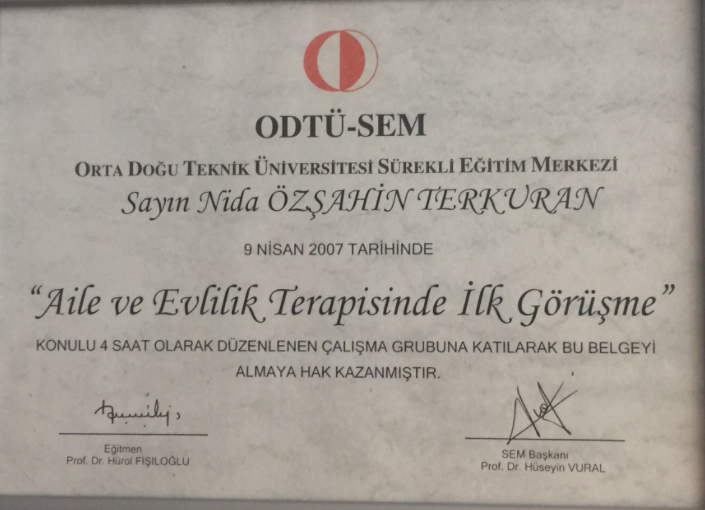 ODTÜ-SEM
ORTA DOĞU TEKNİK ÜNİVERSİTESİ SÜREKLİ EĞİTİM MERKEZİ
Sayın Nida ÖZŞAHİN TERKURAN
9 NİSAN 2007 TARİHİNDE
“Aile ve Evlilik Terapisinde İlk Görüşme”
KONULU 4 SAAT OLARAK DÜZENLENEN ÇALIŞMA GRUBUNA KATILARAK BU BELGEYİ
ALMAYA HAK KAZANMIŞTIR.
Eğitmen
Prof. Dr. Hürol FIŞILOĞLU
SEM Başkanı
Prof. Dr. Hüseyin VURAL